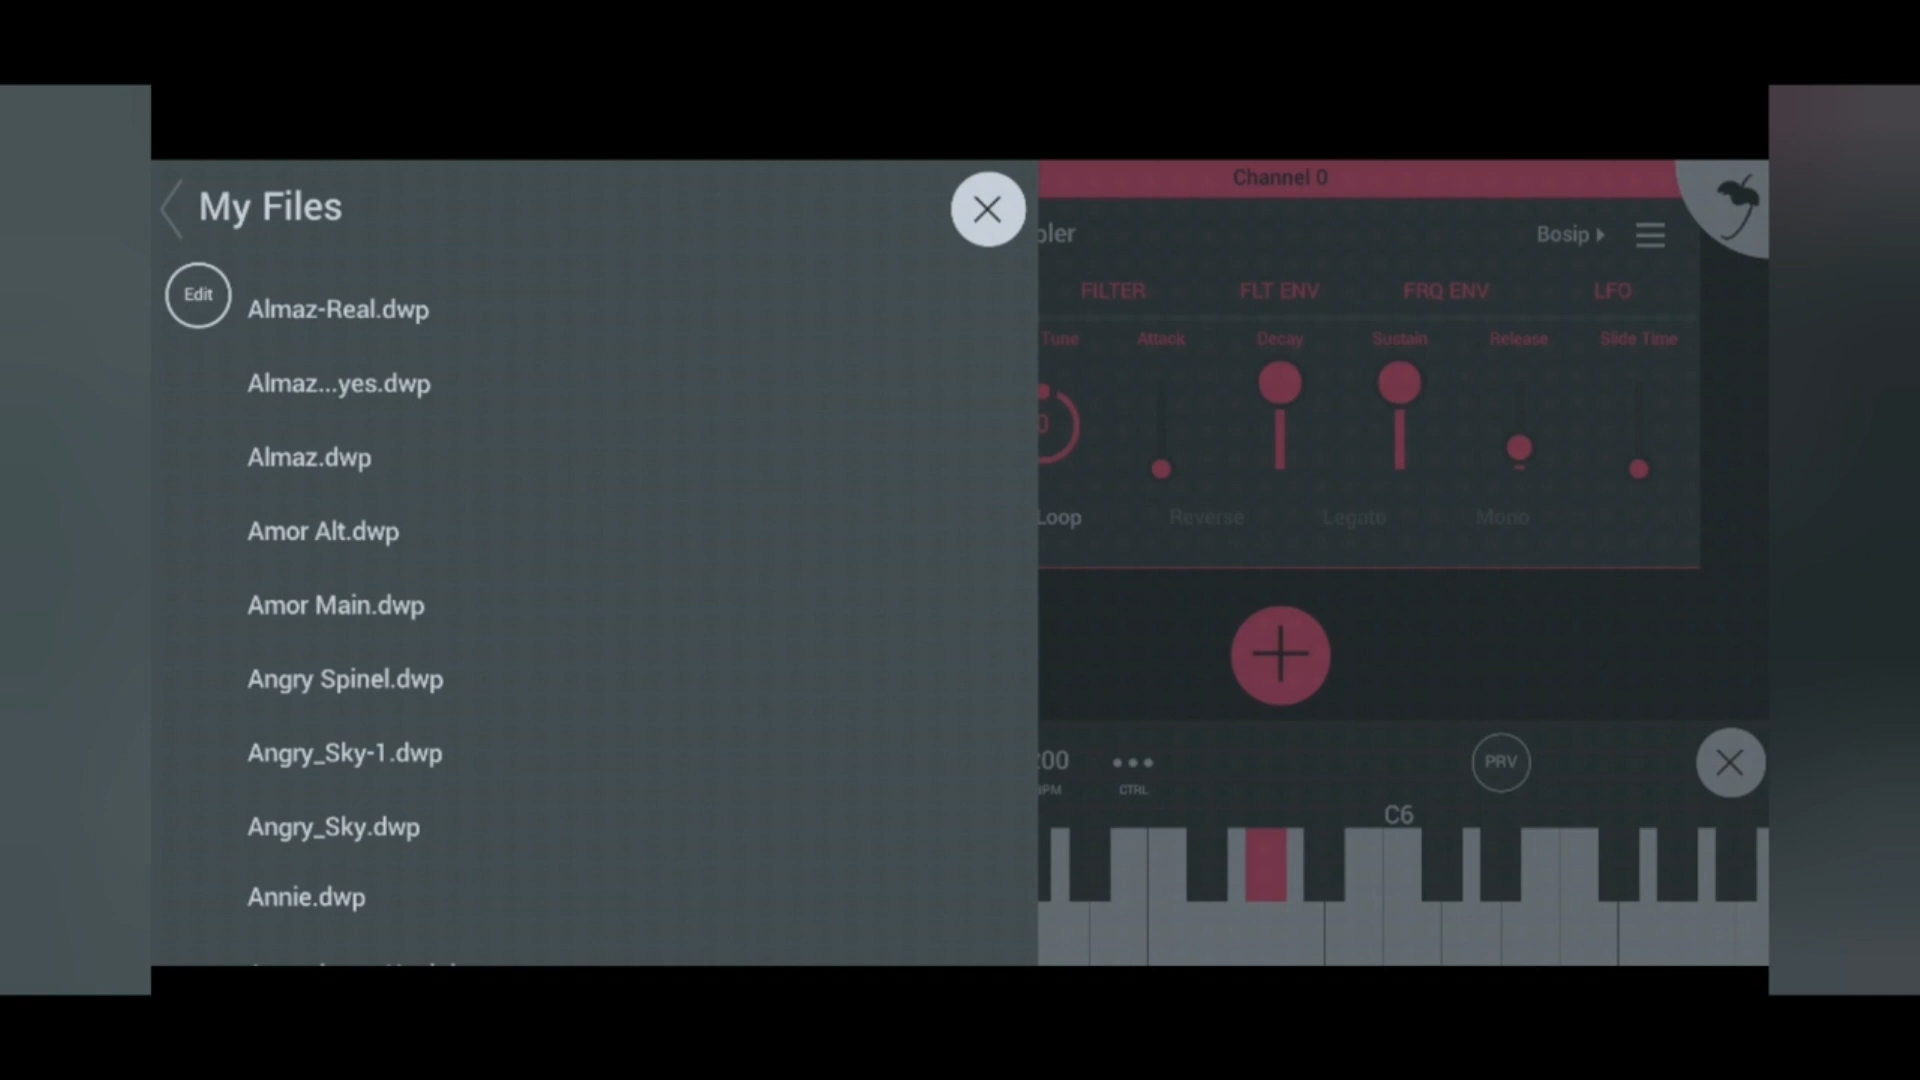 My Files
Edit
Almaz-Real.dwp
Almaz...yes.dwp
Almaz.dwp
Amor Alt.dwp
Amor Main.dwp
Angry Spinel.dwp
Angry_Sky-1.dwp
Angry_Sky.dwp
Annie.dwp
Channel 0
Bosip
FILTER FLT ENV FRQ ENV LFO
Tune Attack Decay Sustain Release Slide Time
0
Loop Reverse Legato Mono
:00
CTRL
PRV
C6